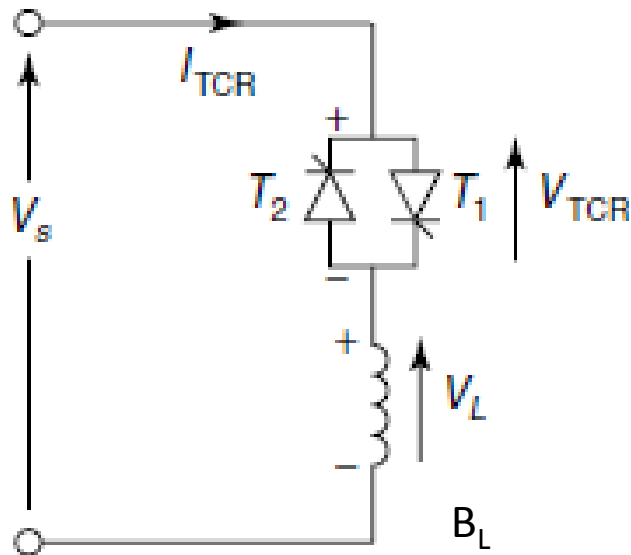 I_TCR
+
T_2 T_1 V_TCR
V_s
−
+
V_L
−
B_L